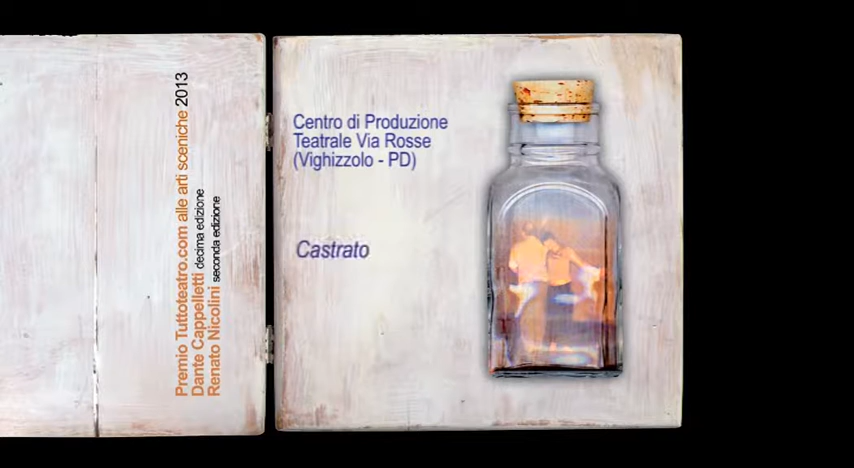 Premio Tuttoteatro.com alle arti sceniche 2013
Dante Cappelletti decima edizione
Renato Nicolini seconda edizione
Centro di Produzione
Teatrale Via Rosse
(Vighizzolo - PD)
Castrato